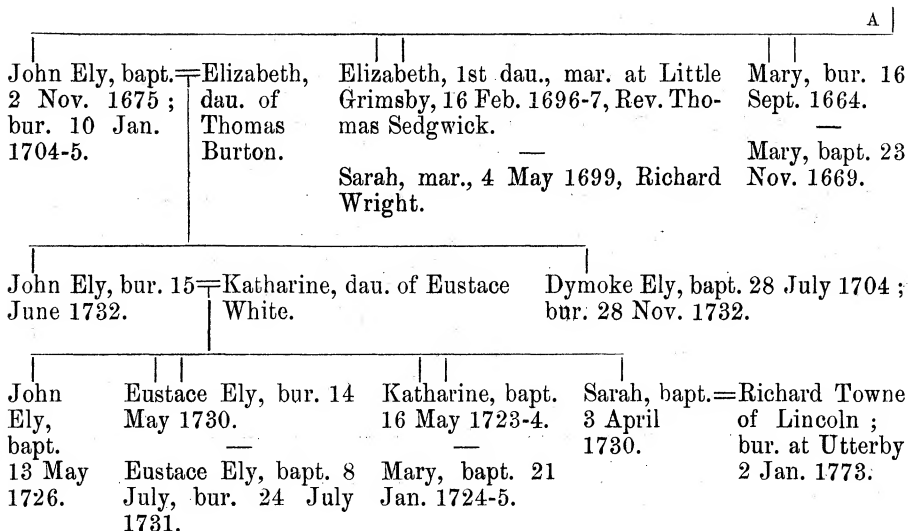 A
John Ely, bapt.
2 Nov. 1675 ;
bur. 10 Jan.
1704-5.
=Elizabeth,
dau. of
Thomas
Burton.
Elizabeth, 1st dau., mar. at Little
Grimsby, 16 Feb. 1696-7, Rev. Tho-
mas Sedgwick.
—
Sarah, mar., 4 May 1699, Richard
Wright.
Mary, bur. 16
Sept. 1664.
—
Mary, bapt. 23
Nov. 1669.
John Ely, bur. 15
June 1732.
=Katharine, dau. of Eustace
White.
Dymoke Ely, bapt. 28 July 1704 ;
bur. 28 Nov. 1732.
John
Ely,
bapt.
13 May
1726.
Eustace Ely, bur. 14
May 1730.
—
Eustace Ely, bapt. 8
July, bur. 24 July
1731.
Katharine, bapt.
16 May 1723-4.
—
Mary, bapt. 21
Jan. 1724-5.
Sarah, bapt.
3 April
1730.
=Richard Towne
of Lincoln ;
bur. at Utterby
2 Jan. 1773.